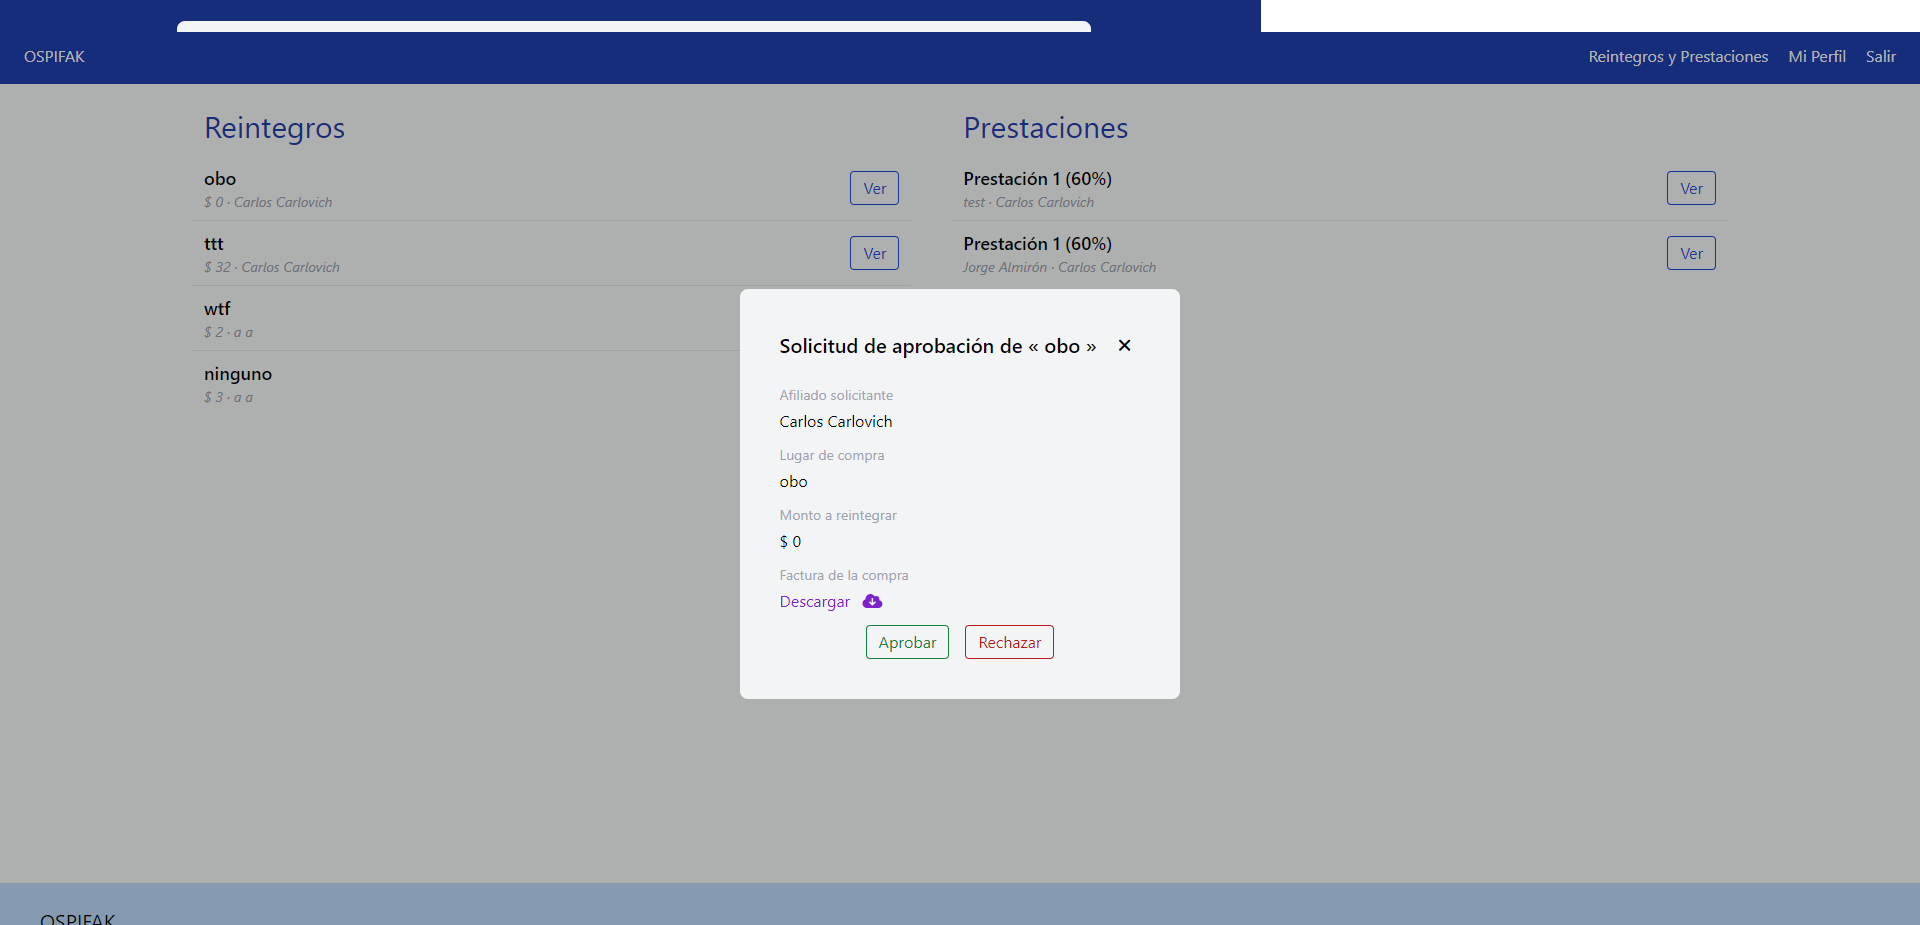 OSPIFAK
Reintegros y Prestaciones Mi Perfil Salir
Reintegros
obo
$ 0 · Carlos Carlovich
Ver
ttt
$ 32 · Carlos Carlovich
Ver
wtf
$ 2 · a a
ninguno
$ 3 · a a
Prestaciones
Prestación 1 (60%)
test · Carlos Carlovich
Ver
Prestación 1 (60%)
Jorge Almirón · Carlos Carlovich
Ver
Solicitud de aprobación de « obo »
Afiliado solicitante
Carlos Carlovich
Lugar de compra
obo
Monto a reintegrar
$ 0
Factura de la compra
Descargar
Aprobar Rechazar
OSPIFAK